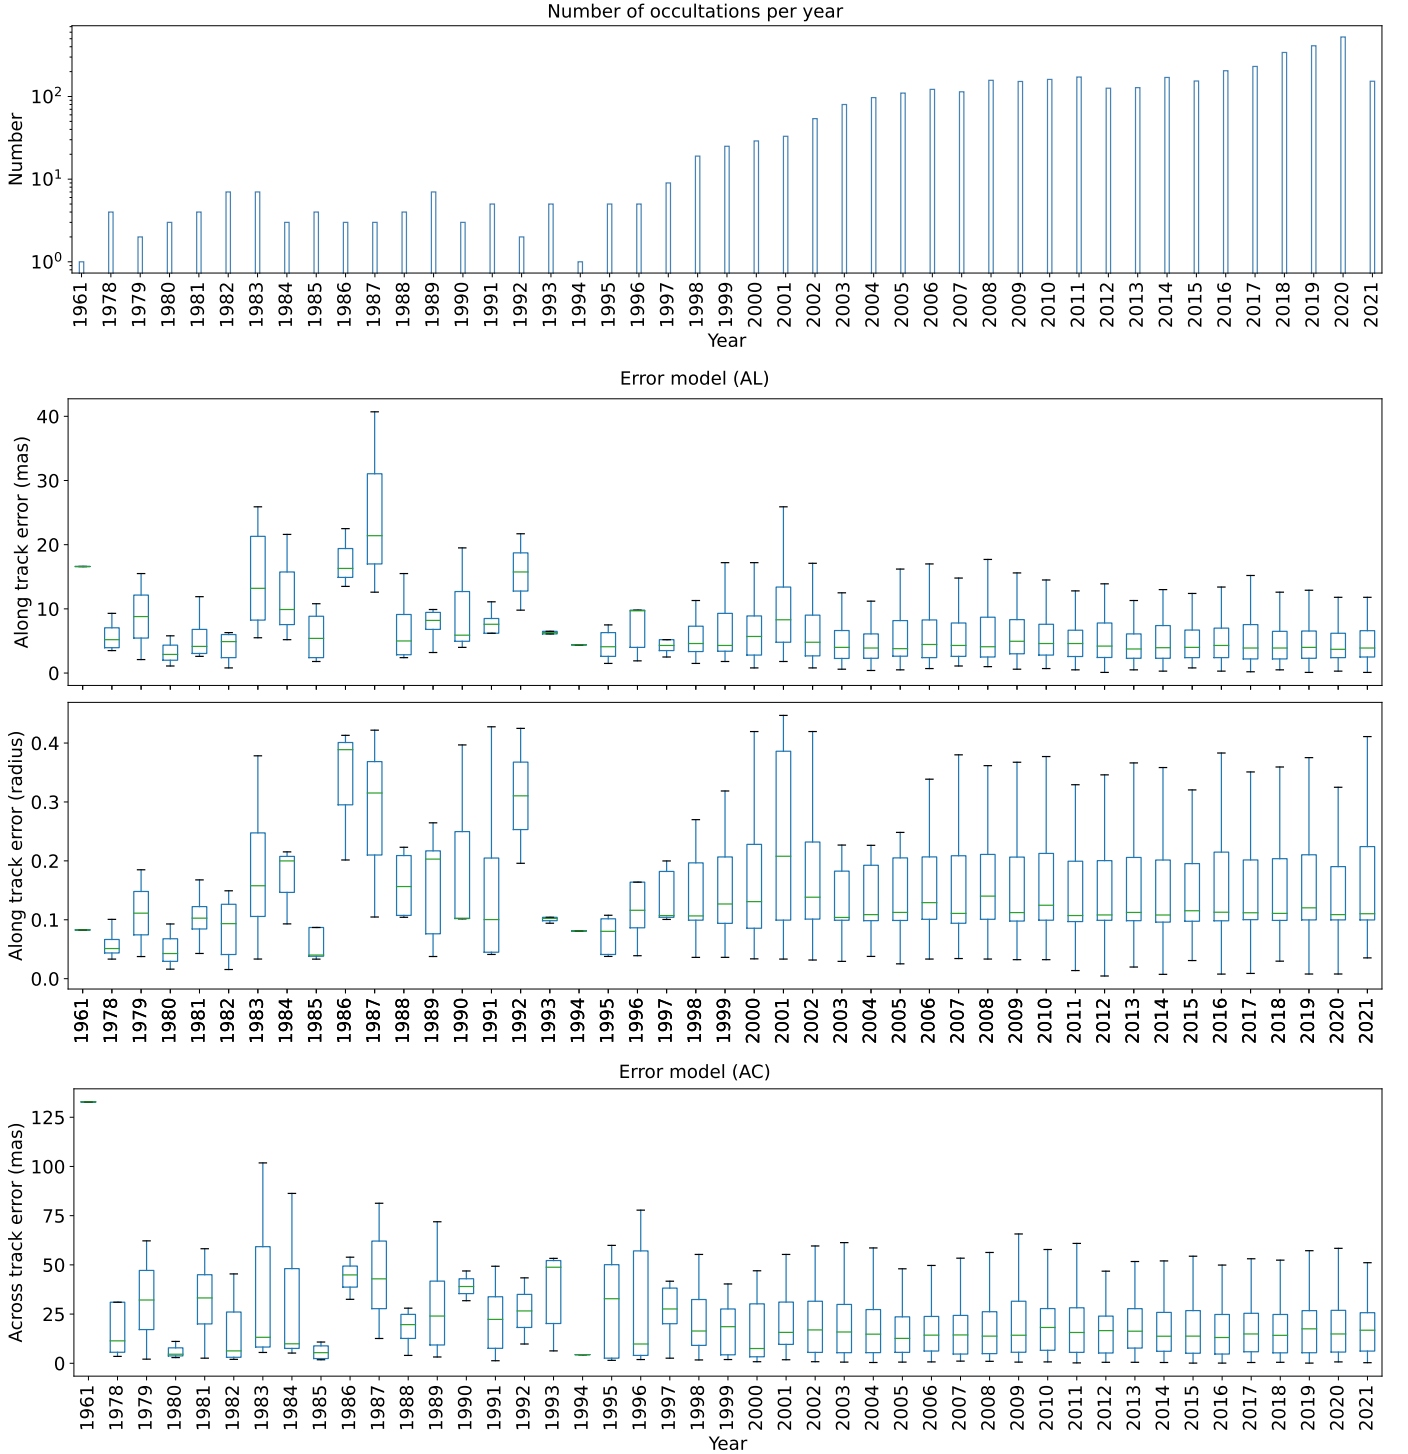 Number of occultations per year
Number
10²
10¹
10⁰
1961 1978 1979 1980 1981 1982 1983 1984 1985 1986 1987 1988 1989 1990 1991 1992 1993 1994 1995 1996 1997 1998 1999 2000 2001 2002 2003 2004 2005 2006 2007 2008 2009 2010 2011 2012 2013 2014 2015 2016 2017 2018 2019 2020 2021
Year
Error model (AL)
Along track error (mas)
40
30
20
10
0
Along track error (radius)
0.4
0.3
0.2
0.1
0.0
1961 1978 1979 1980 1981 1982 1983 1984 1985 1986 1987 1988 1989 1990 1991 1992 1993 1994 1995 1996 1997 1998 1999 2000 2001 2002 2003 2004 2005 2006 2007 2008 2009 2010 2011 2012 2013 2014 2015 2016 2017 2018 2019 2020 2021
Error model (AC)
Across track error (mas)
125
100
75
50
25
0
1961 1978 1979 1980 1981 1982 1983 1984 1985 1986 1987 1988 1989 1990 1991 1992 1993 1994 1995 1996 1997 1998 1999 2000 2001 2002 2003 2004 2005 2006 2007 2008 2009 2010 2011 2012 2013 2014 2015 2016 2017 2018 2019 2020 2021
Year